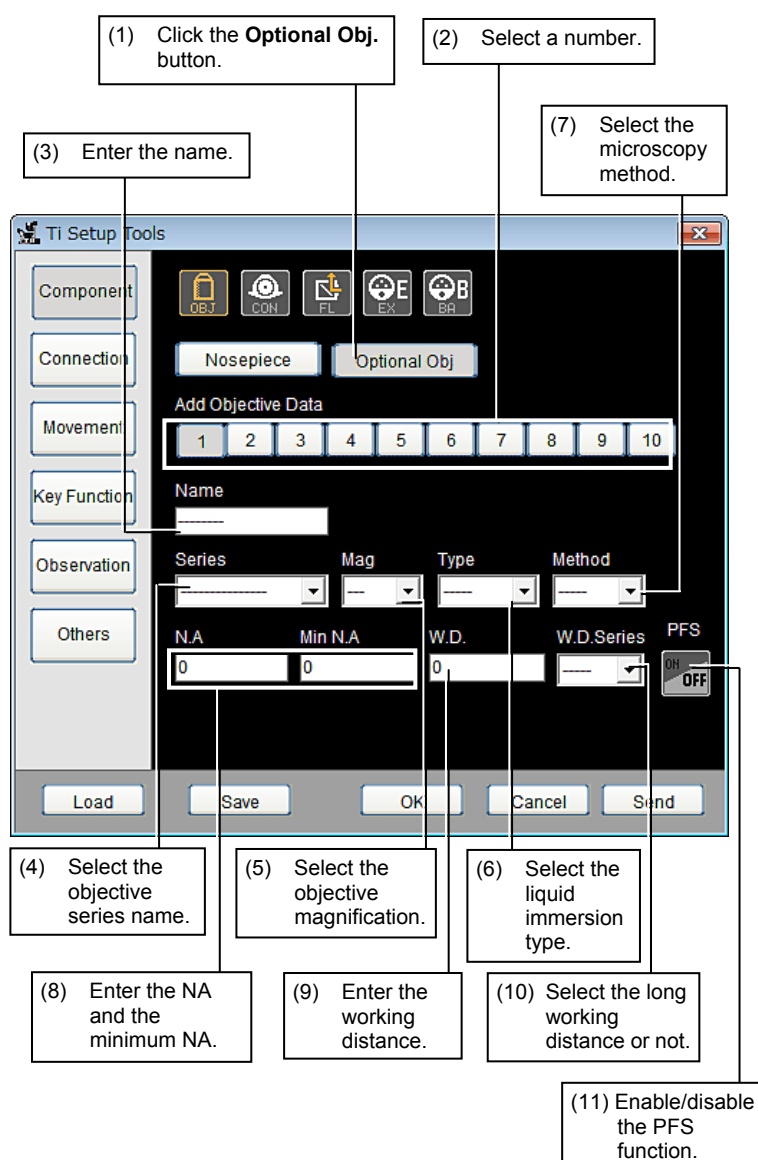 (1) Click the Optional Obj.
button.
(2) Select a number.
(7) Select the
microscopy
method.
(3) Enter the name.
Ti Setup Tools
Component
Connection
Movement
Key Function
Observation
Others
OBJ
CON
FL
E
EX
B
BA
Nosepiece
Optional Obj
Add Objective Data
1 2 3 4 5 6 7 8 9 10
Name
--------
Series Mag Type Method
--------------- --- ----- -----
N.A Min N.A W.D. W.D.Series PFS
0 0 0 ----- ON OFF
Load Save OK Cancel Send
(4) Select the
objective
series name.
(5) Select the
objective
magnification.
(6) Select the
liquid
immersion
type.
(8) Enter the NA
and the
minimum NA.
(9) Enter the
working
distance.
(10) Select the long
working
distance or not.
(11) Enable/disable
the PFS
function.